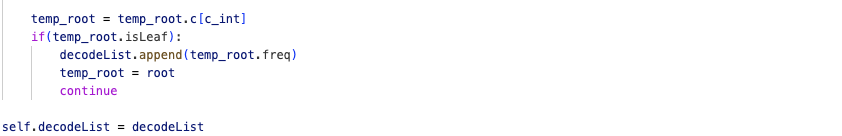 temp_root = temp_root.c[c_int]
if(temp_root.isLeaf):
decodeList.append(temp_root.freq)
temp_root = root
continue
self.decodeList = decodeList